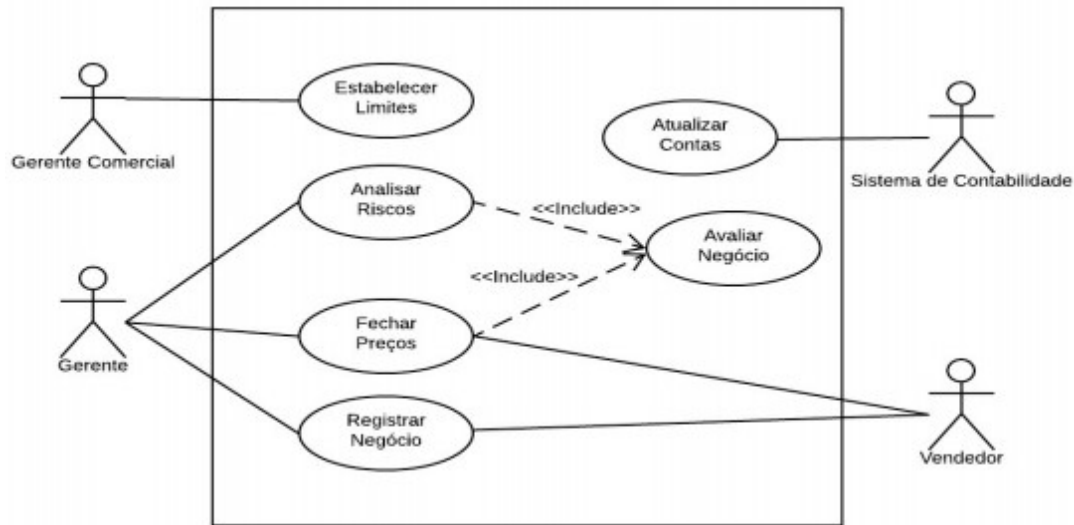 Estabelecer
Limites
Gerente Comercial
Atualizar
Contas
Sistema de Contabilidade
Analisar
Riscos
<<Include>>
Avaliar
Negócio
<<Include>>
Gerente
Fechar
Preços
Registrar
Negócio
Vendedor